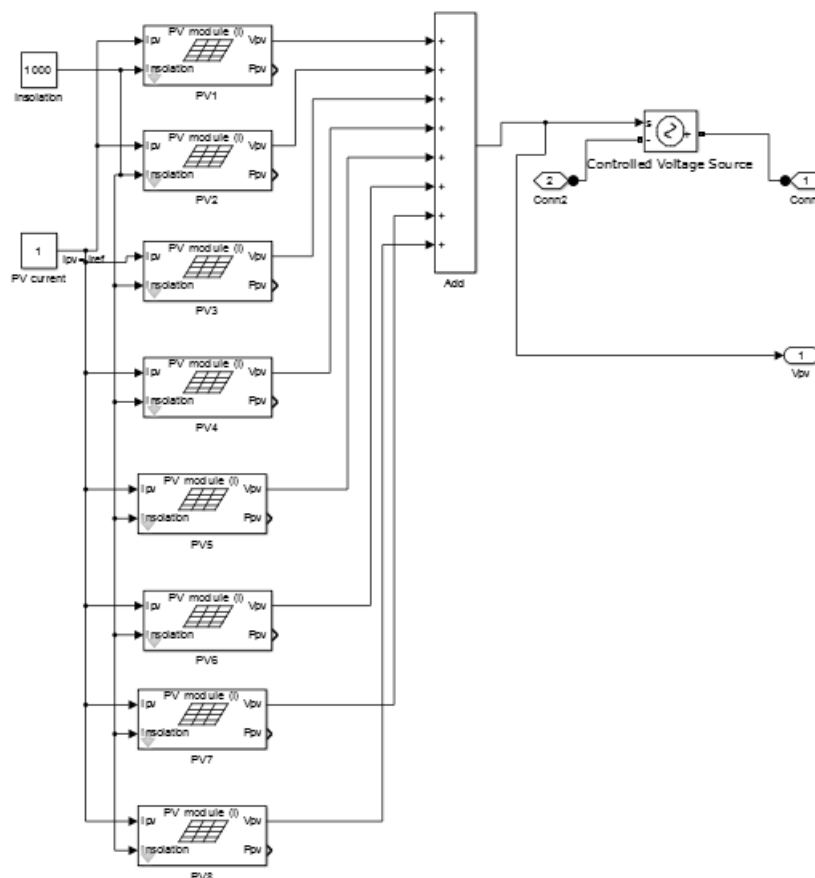 PV module (I)
Ipv Vpv
1000 Insolation Ppv
Insolation PV1
PV module (I)
Ipv Vpv
Insolation Ppv
PV2
PV module (I)
1 Ipv=Iref Ipv Vpv
PV current Insolation Ppv
PV3
PV module (I)
Ipv Vpv
Insolation Ppv
PV4
PV module (I)
Ipv Vpv
Insolation Ppv
PV5
PV module (I)
Ipv Vpv
Insolation Ppv
PV6
PV module (I)
Ipv Vpv
Insolation Ppv
PV7
PV module (I)
Ipv Vpv
Insolation Ppv
PV8
+
+
+
+
+
+
+
+
Add
s
- +
Controlled Voltage Source
2
Conn2
1
Conn
1
Vpv